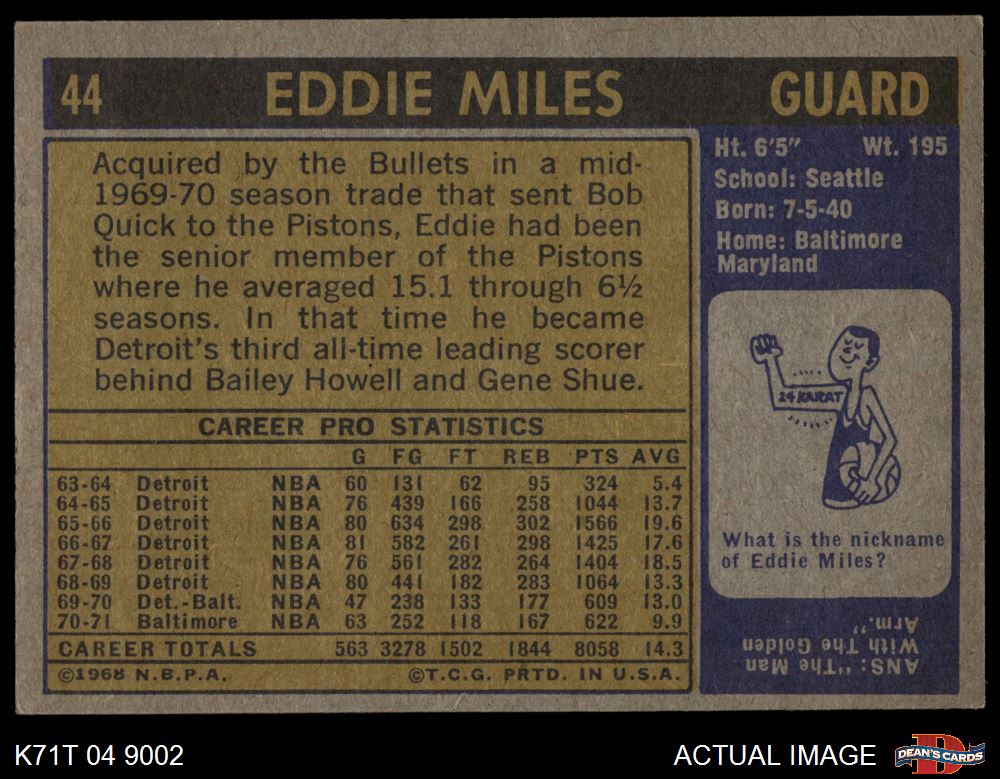 44 EDDIE MILES GUARD
Acquired by the Bullets in a mid-
1969-70 season trade that sent Bob
Quick to the Pistons, Eddie had been
the senior member of the Pistons
where he averaged 15.1 through 6½
seasons. In that time he became
Detroit's third all-time leading scorer
behind Bailey Howell and Gene Shue.
CAREER PRO STATISTICS
G FG FT REB PTS AVG
63-64 Detroit NBA 60 131 62 95 324 5.4
64-65 Detroit NBA 76 439 166 258 1044 13.7
65-66 Detroit NBA 80 634 298 302 1566 19.6
66-67 Detroit NBA 81 582 261 298 1425 17.6
67-68 Detroit NBA 76 561 282 264 1404 18.5
68-69 Detroit NBA 80 441 182 283 1064 13.3
69-70 Det.-Balt. NBA 47 238 133 177 609 13.0
70-71 Baltimore NBA 63 252 118 167 622 9.9
CAREER TOTALS 563 3278 1502 1844 8058 14.3
©1968 N.B.P.A. ©T.C.G. PRTD. IN U.S.A.
Ht. 6'5" Wt. 195
School: Seattle
Born: 7-5-40
Home: Baltimore
Maryland
24 KARAT
What is the nickname
of Eddie Miles?
ANS: "The Man
With The Golden
Arm."
K71T 04 9002
ACTUAL IMAGE
D
DEAN'S CARDS